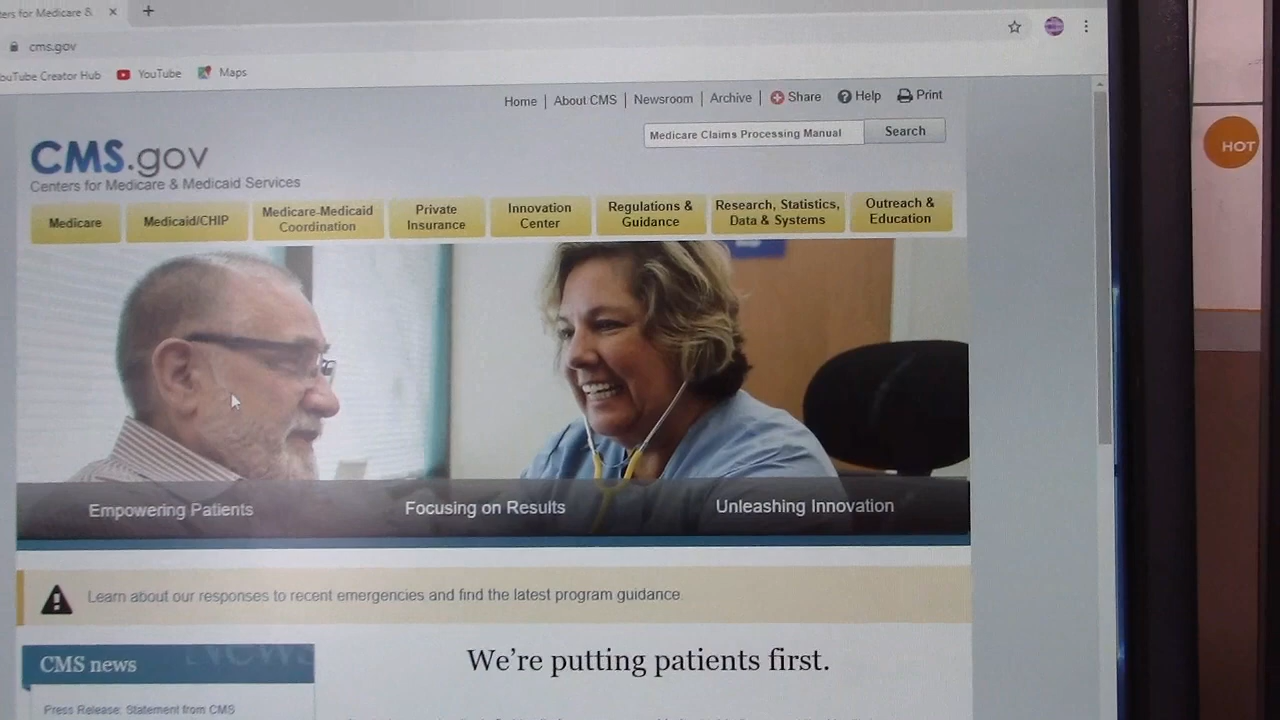 ers for Medicare &
cms.gov
ouTube Creator Hub YouTube Maps
Home | About CMS | Newsroom | Archive | Share Help Print
Medicare Claims Processing Manual Search
CMS.gov
Centers for Medicare & Medicaid Services
Medicare
Medicaid/CHIP
Medicare-Medicaid
Coordination
Private
Insurance
Innovation
Center
Regulations &
Guidance
Research, Statistics,
Data & Systems
Outreach &
Education
HOT
Empowering Patients
Focusing on Results
Unleashing Innovation
Learn about our responses to recent emergencies and find the latest program guidance.
CMS news
News
We're putting patients first.
Press Release: Statement from CMS